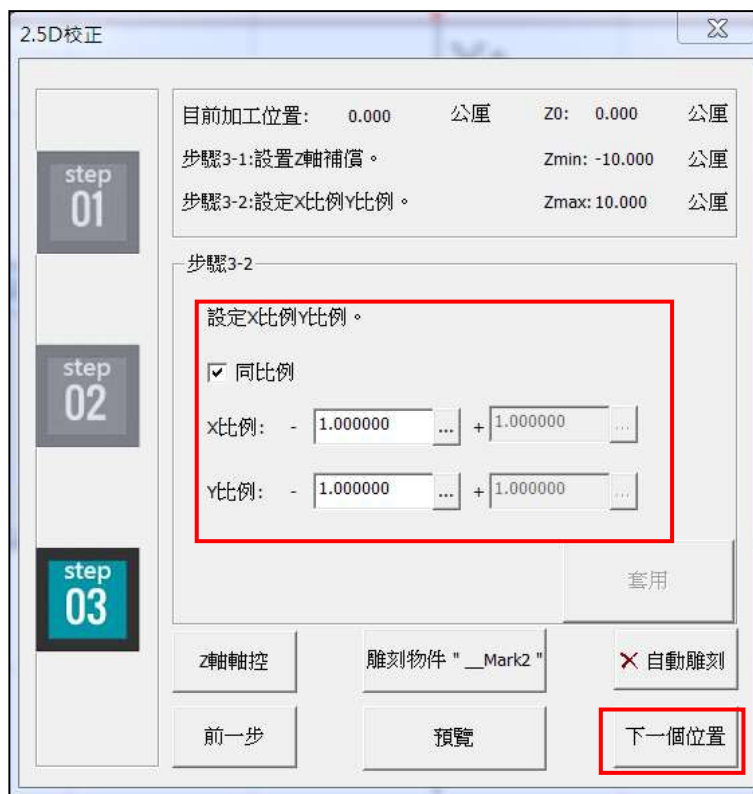 2.5D校正
step
01
step
02
step
03
目前加工位置: 0.000 公厘 Z0: 0.000 公厘
步驟3-1:設置Z軸補償。 Zmin: -10.000 公厘
步驟3-2:設定X比例Y比例。 Zmax: 10.000 公厘
步驟3-2
設定X比例Y比例。
同比例
X比例: - 1.000000 ... + 1.000000 ...
Y比例: - 1.000000 ... + 1.000000 ...
套用
Z軸軸控 雕刻物件 " __Mark2 " 自動雕刻
前一步 預覽 下一個位置